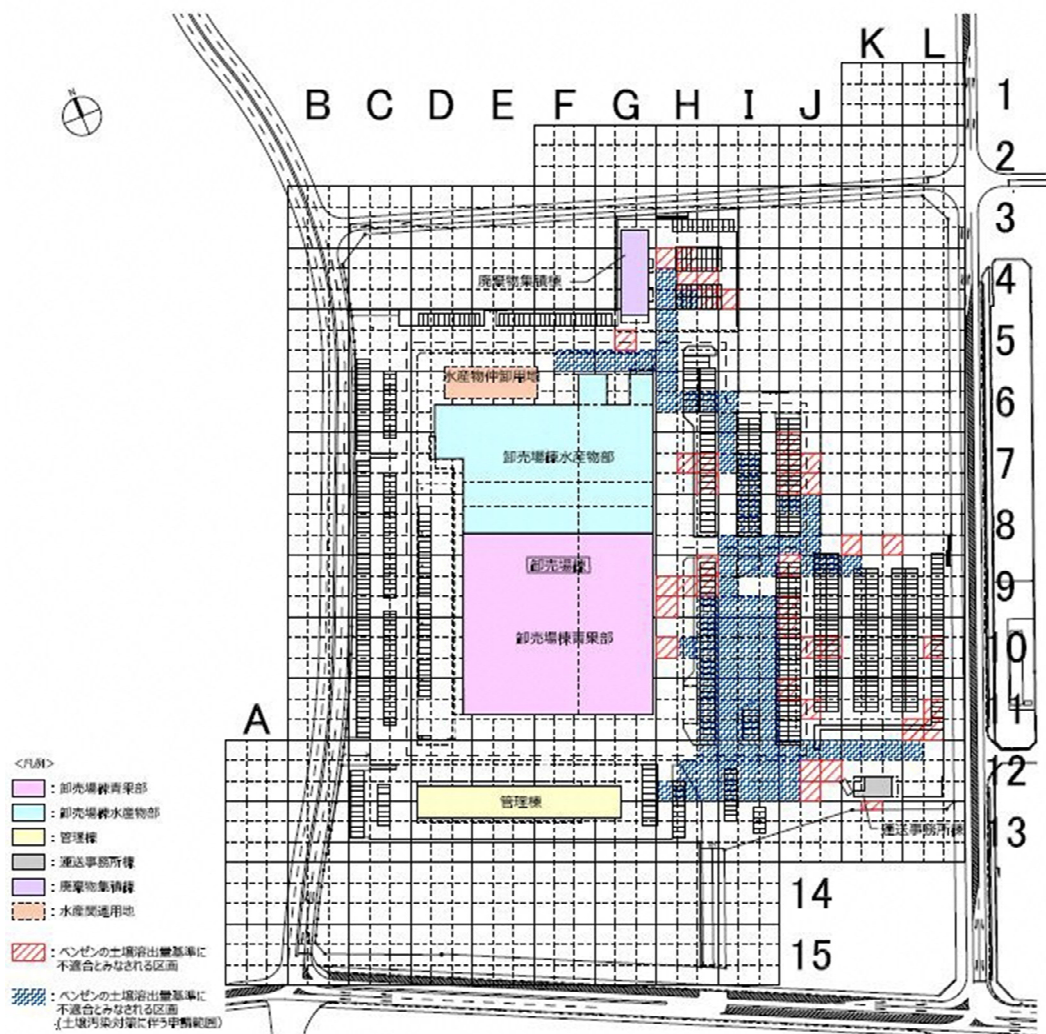 K L
1
B C D E F G H I J
N
2
3
4
廃棄物集積棟
5
水産物仲卸用地
6
卸売場棟水産物部
7
8
卸売場棟
9
卸売場棟青果部
10
11
A
12
管理棟
13
運送事務所棟
14
15
<凡例>
: 卸売場棟青果部
: 卸売場棟水産物部
: 管理棟
: 運送事務所棟
: 廃棄物集積棟
: 水産関連用地
: ベンゼンの土壌溶出量基準に
不適合とみなされる区画
: ベンゼンの土壌溶出量基準に
不適合とみなされる区画
(土壌汚染対策に伴う申請範囲)